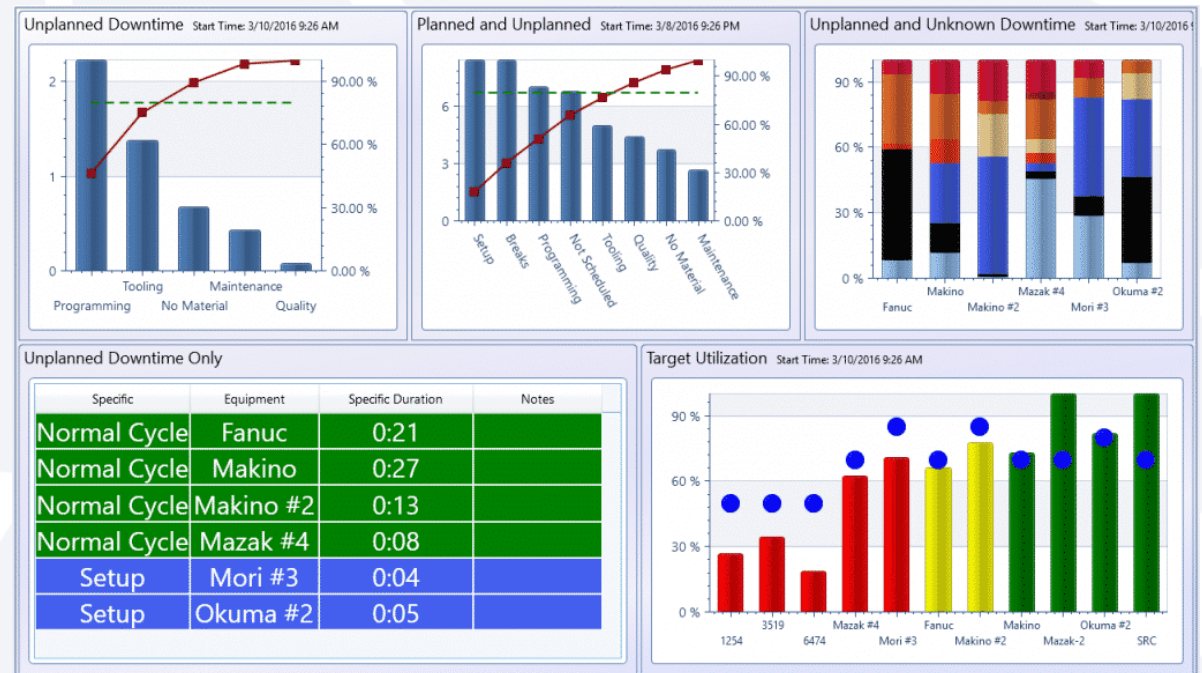 Unplanned Downtime Start Time: 3/10/2016 9:26 AM
2
1
0
90.00 %
60.00 %
30.00 %
0.00 %
Tooling Maintenance
Programming No Material Quality
Planned and Unplanned Start Time: 3/8/2016 9:26 PM
6
3
0
90.00 %
60.00 %
30.00 %
0.00 %
Setup
Breaks
Programming
Not Scheduled
Tooling
Quality
No Material
Maintenance
Unplanned and Unknown Downtime Start Time: 3/10/2016
90 %
60 %
30 %
0 %
Makino Mazak #4 Okuma #2
Fanuc Makino #2 Mori #3
Unplanned Downtime Only
Specific Equipment Specific Duration Notes
Normal Cycle Fanuc 0:21
Normal Cycle Makino 0:27
Normal Cycle Makino #2 0:13
Normal Cycle Mazak #4 0:08
Setup Mori #3 0:04
Setup Okuma #2 0:05
Target Utilization Start Time: 3/10/2016 9:26 AM
90 %
60 %
30 %
0 %
3519 Mazak #4 Fanuc Makino Okuma #2
1254 6474 Mori #3 Makino #2 Mazak-2 SRC